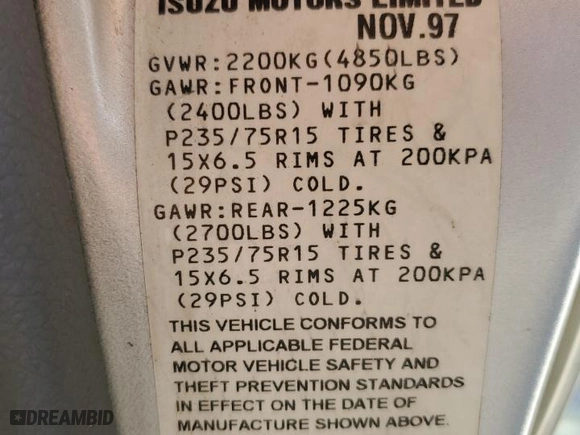 ISUZU MOTORS LIMITED
NOV.97
GVWR:2200KG(4850LBS)
GAWR:FRONT-1090KG
(2400LBS) WITH
P235/75R15 TIRES &
15X6.5 RIMS AT 200KPA
(29PSI) COLD.
GAWR:REAR-1225KG
(2700LBS) WITH
P235/75R15 TIRES &
15X6.5 RIMS AT 200KPA
(29PSI) COLD.
THIS VEHICLE CONFORMS TO
ALL APPLICABLE FEDERAL
MOTOR VEHICLE SAFETY AND
THEFT PREVENTION STANDARDS
IN EFFECT ON THE DATE OF
MANUFACTURE SHOWN ABOVE.
DREAMBID